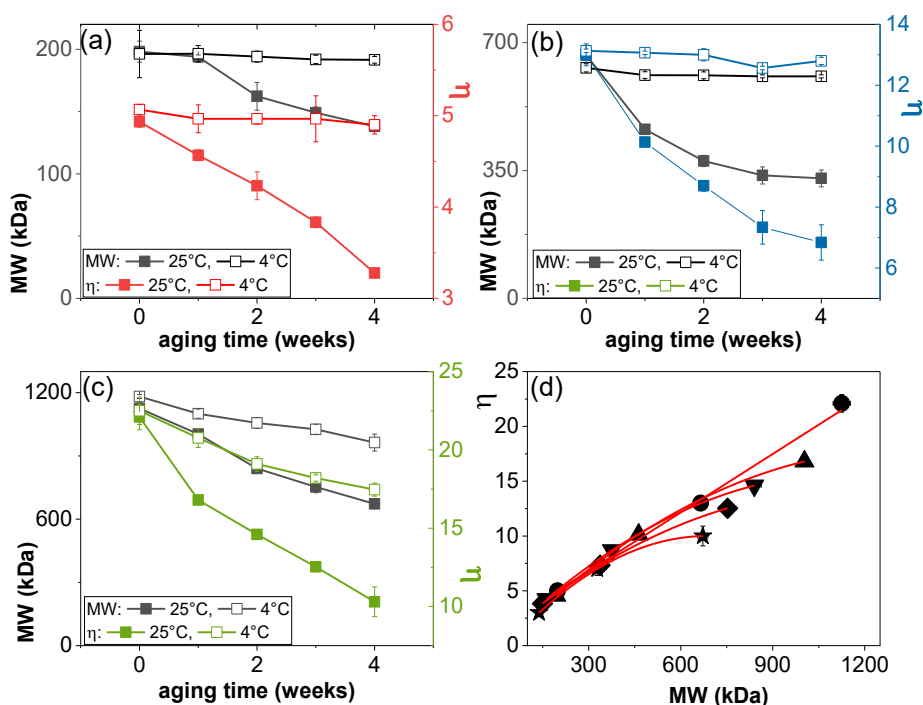 (a)
200
100
0
MW (kDa)
5
4
3
η
MW: 25°C, 4°C
η: 25°C, 4°C
0 2 4
aging time (weeks)
(b)
700
350
0
MW (kDa)
14
12
10
8
6
η
MW: 25°C, 4°C
η: 25°C, 4°C
0 1 2 3 4
aging time (weeks)
(c)
1200
600
0
MW (kDa)
25
20
15
10
η
MW: 25°C, 4°C
η: 25°C, 4°C
0 2 4
aging time (weeks)
(d)
η
25
20
15
10
5
0
300 600 900 1200
MW (kDa)